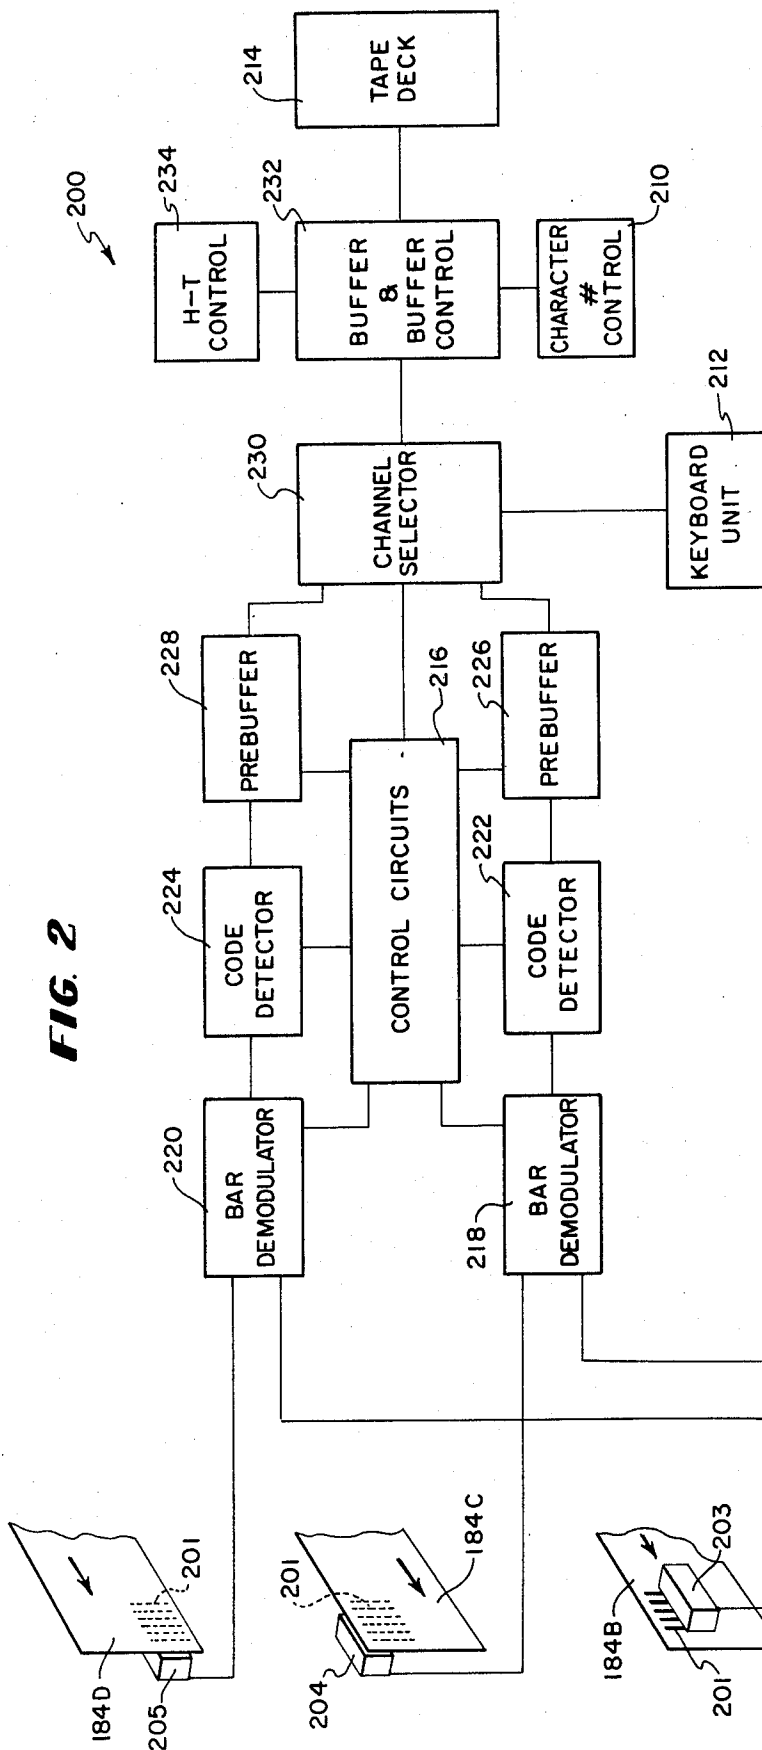 FIG. 2
200
184D
205
201
204
201
184C
184B
201
203
220
BAR
DEMODULATOR
218
BAR
DEMODULATOR
224
CODE
DETECTOR
222
CODE
DETECTOR
CONTROL CIRCUITS
216
228
PREBUFFER
226
PREBUFFER
230
CHANNEL
SELECTOR
212
KEYBOARD
UNIT
234
H-T
CONTROL
232
BUFFER
&
BUFFER
CONTROL
210
CHARACTER
#
CONTROL
214
TAPE
DECK